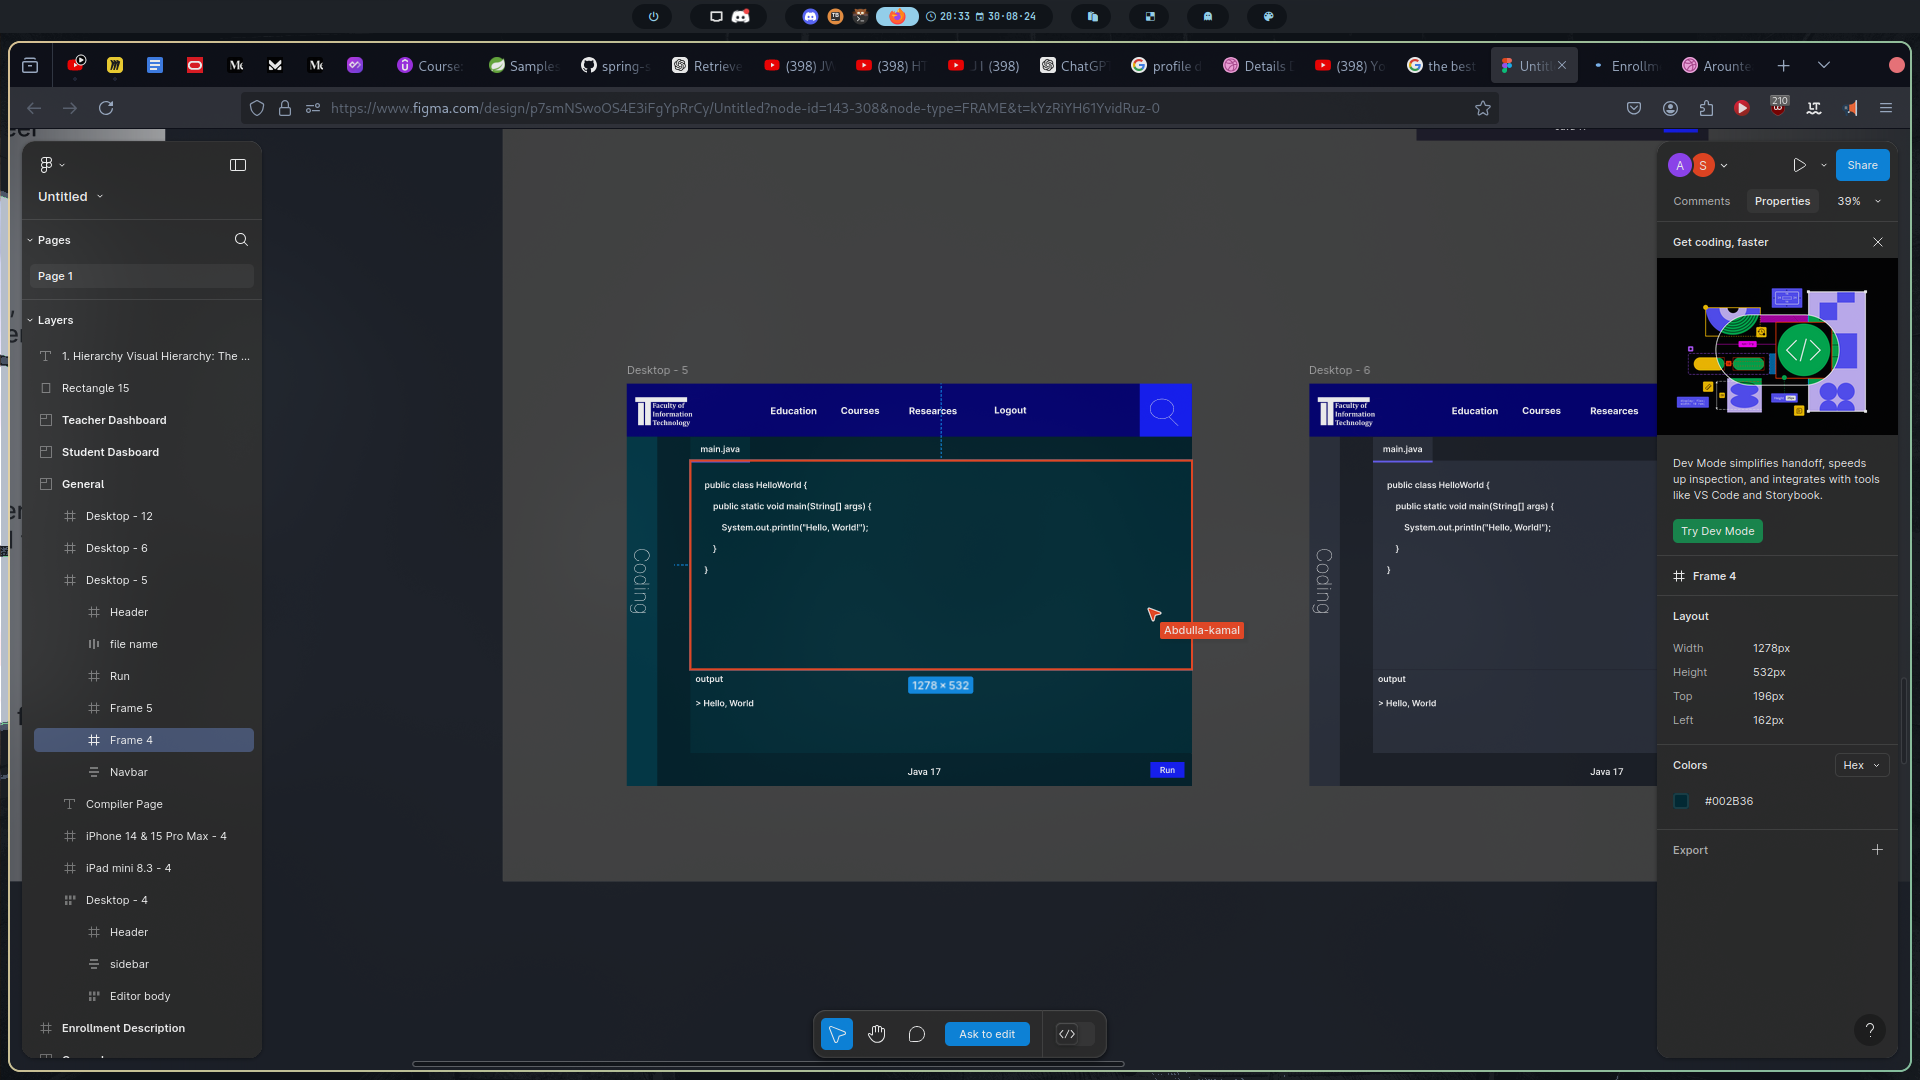 20:33 30·08·24
Course
Samples
spring-s
Retrieve
(398) JW
(398) H
J I (398)
ChatGP
profile d
Details
(398) Yo
the best
Untitl
Enrollm
Arounte
https://www.figma.com/design/p7smNSwoOS4E3iFgYpRrCy/Untitled?node-id=143-308&node-type=FRAME&t=kYzRiYH61YvidRuz-0
210
Untitled
Pages
Page 1
Layers
1. Hierarchy Visual Hierarchy: The ...
Rectangle 15
Teacher Dashboard
Student Dasboard
General
Desktop - 12
Desktop - 6
Desktop - 5
Header
file name
Run
Frame 5
Frame 4
Navbar
Compiler Page
iPhone 14 & 15 Pro Max - 4
iPad mini 8.3 - 4
Desktop - 4
Header
sidebar
Editor body
Enrollment Description
Desktop - 5
Faculty of
Information
Technology
Education
Courses
Researces
Logout
main.java
Coding
public class HelloWorld {
public static void main(String[] args) {
System.out.println("Hello, World!");
}
}
Abdulla-kamal
1278 × 532
output
> Hello, World
Java 17
Run
Desktop - 6
Faculty of
Information
Technology
Education
Courses
Researces
main.java
Coding
public class HelloWorld {
public static void main(String[] args) {
System.out.println("Hello, World!");
}
}
output
> Hello, World
Java 17
Ask to edit
A
S
Share
Comments
Properties
39%
Get coding, faster
Dev Mode simplifies handoff, speeds
up inspection, and integrates with tools
like VS Code and Storybook.
Try Dev Mode
Frame 4
Layout
Width 1278px
Height 532px
Top 196px
Left 162px
Colors
Hex
#002B36
Export
?